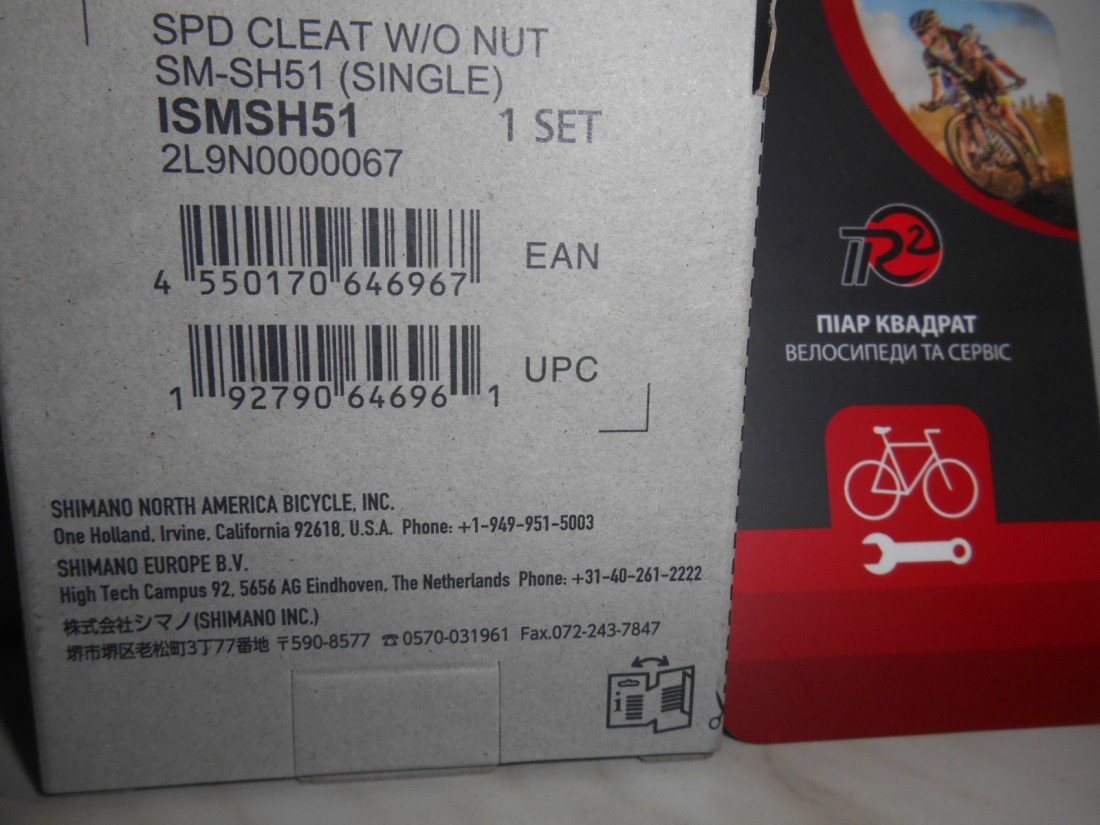 SPD CLEAT W/O NUT
SM-SH51 (SINGLE)
ISMSH51 1 SET
2L9N0000067
4 550170 646967 EAN
1 92790 64696 1 UPC
SHIMANO NORTH AMERICA BICYCLE, INC.
One Holland, Irvine, California 92618, U.S.A. Phone: +1-949-951-5003
SHIMANO EUROPE B.V.
High Tech Campus 92, 5656 AG Eindhoven, The Netherlands Phone: +31-40-261-2222
株式会社シマノ(SHIMANO INC.)
堺市堺区老松町3丁77番地 〒590-8577 ☎0570-031961 Fax.072-243-7847
i
R2
ПІАР КВАДРАТ
ВЕЛОСИПЕДИ ТА СЕРВІС